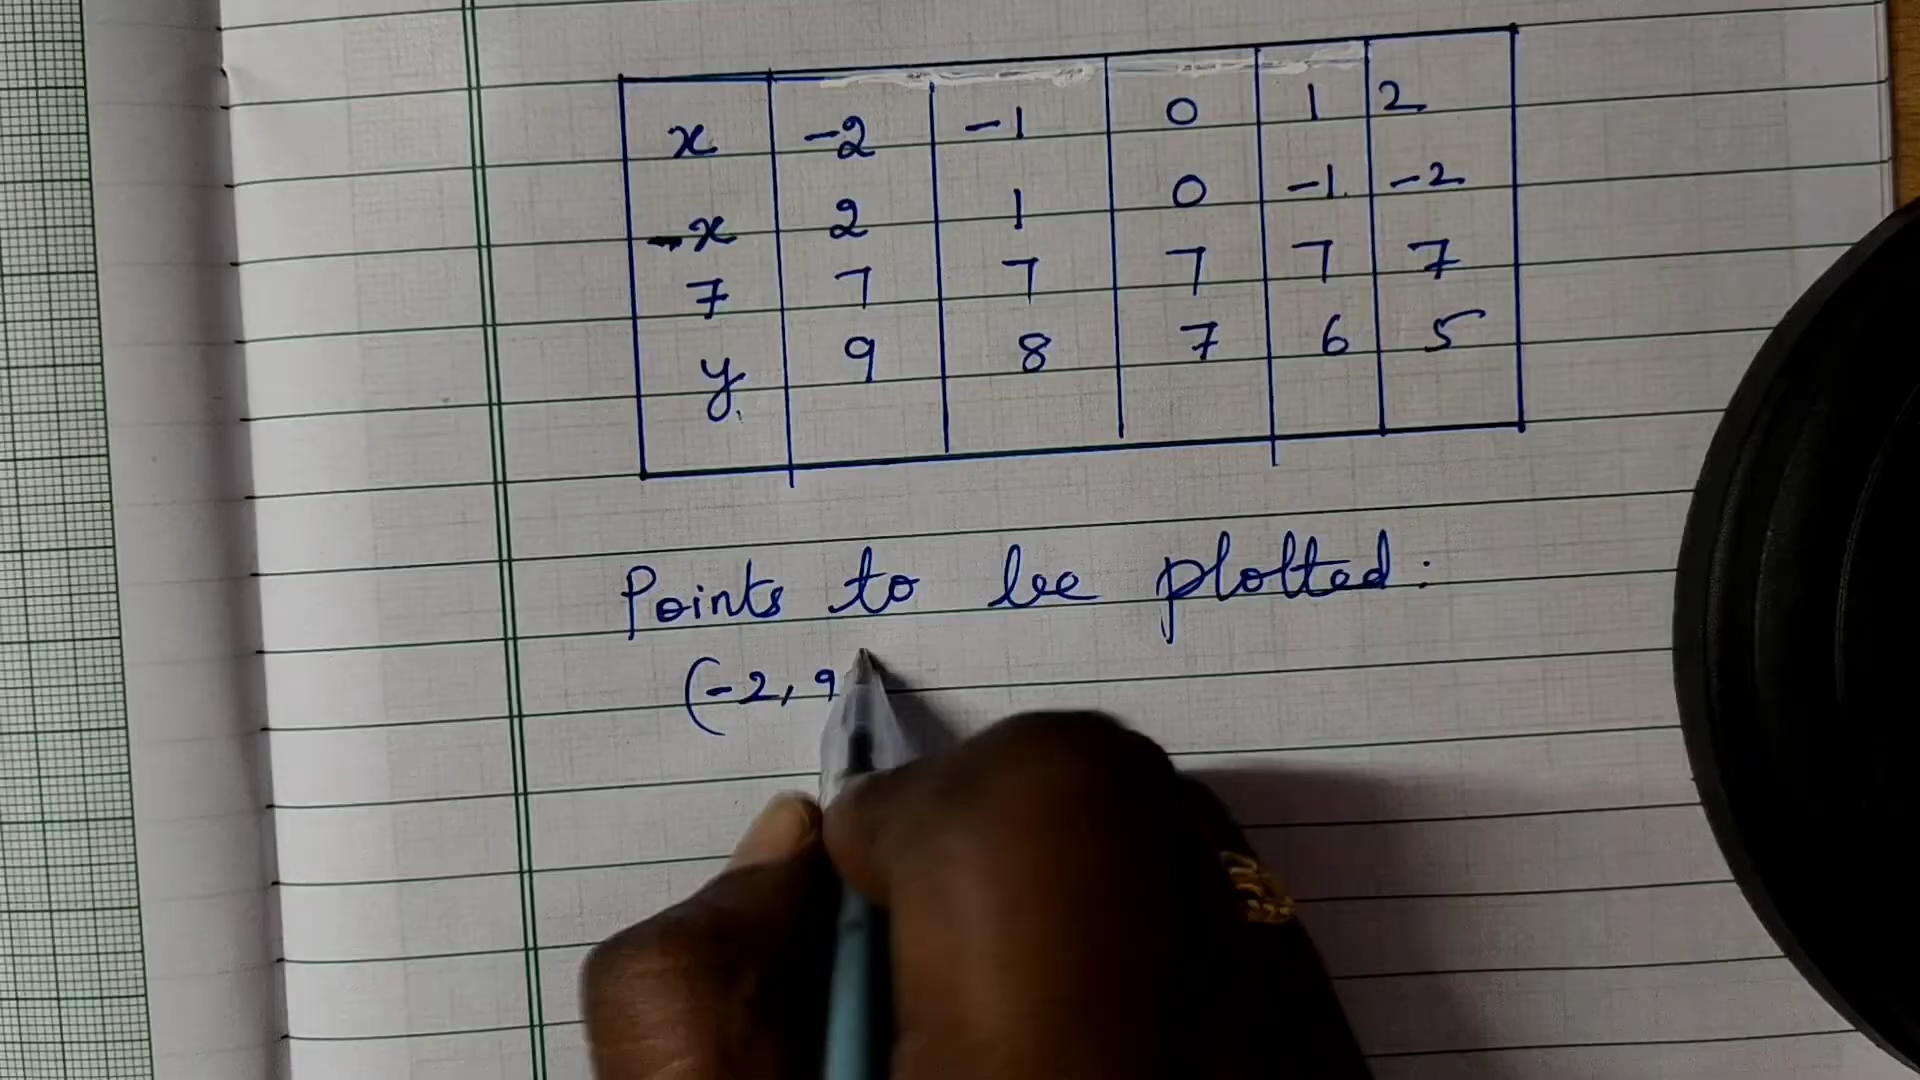 x -2 -1 0 1 2
-x 2 1 0 -1 -2
7 7 7 7 7 7
y 9 8 7 6 5
Points to be plotted:
(-2, 9